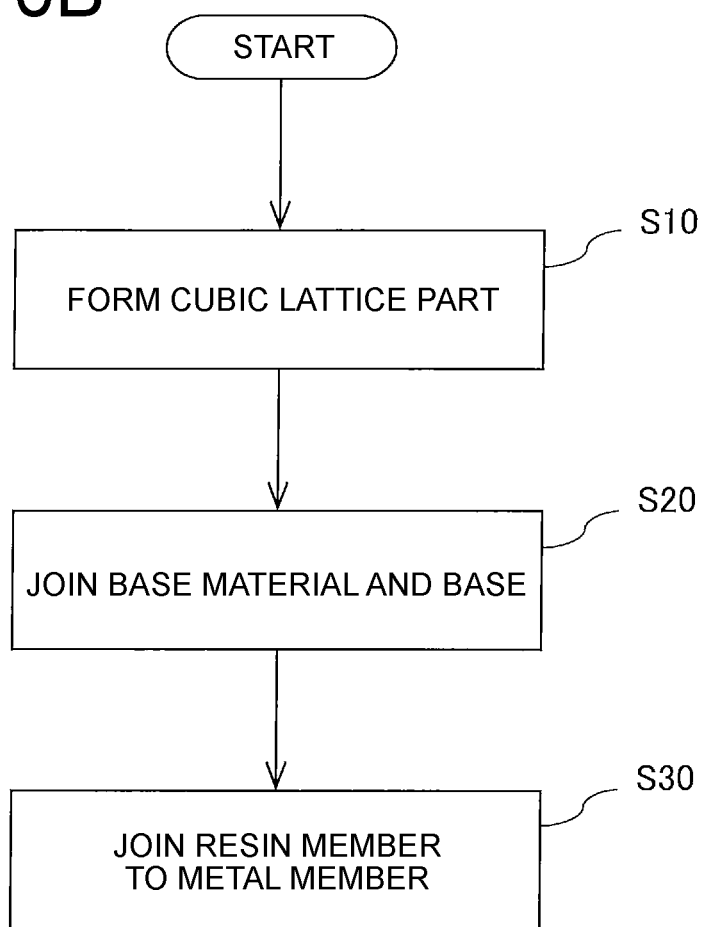 START
S10
FORM CUBIC LATTICE PART
S20
JOIN BASE MATERIAL AND BASE
S30
JOIN RESIN MEMBER
TO METAL MEMBER